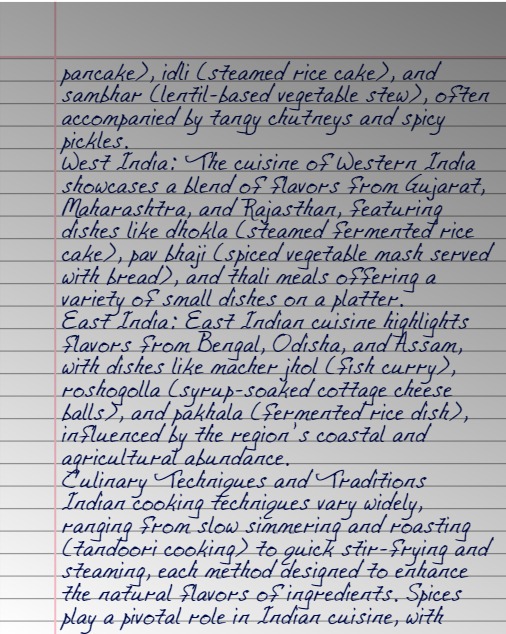 pancake), idli (steamed rice cake), and
sambhar (lentil-based vegetable stew), often
accompanied by tangy chutneys and spicy
pickles.
West India: The cuisine of Western India
showcases a blend of flavors from Gujarat,
Maharashtra, and Rajasthan, featuring
dishes like dhokla (steamed fermented rice
cake), pav bhaji (spiced vegetable mash served
with bread), and thali meals offering a
variety of small dishes on a platter.
East India: East Indian cuisine highlights
flavors from Bengal, Odisha, and Assam,
with dishes like macher jhol (fish curry),
roshogolla (syrup-soaked cottage cheese
balls), and pakhala (fermented rice dish),
influenced by the region's coastal and
agricultural abundance.
Culinary Techniques and Traditions
Indian cooking techniques vary widely,
ranging from slow simmering and roasting
(tandoori cooking) to quick stir-frying and
steaming, each method designed to enhance
the natural flavors of ingredients. Spices
play a pivotal role in Indian cuisine, with